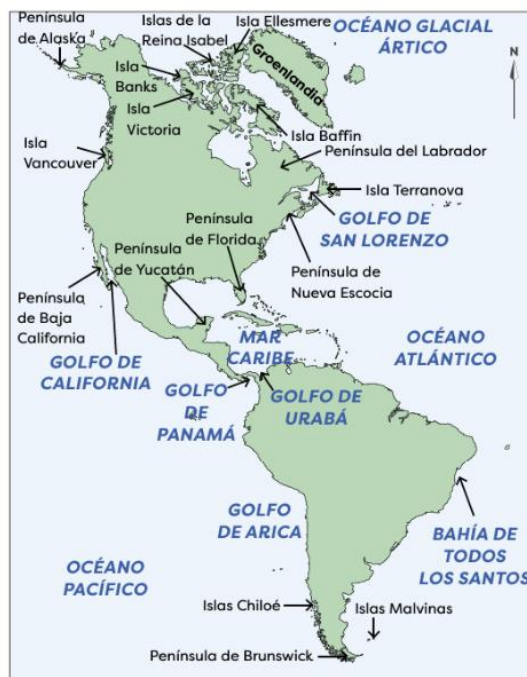 Península
de Alaska
Islas de la
Reina Isabel
Isla Ellesmere
OCÉANO GLACIAL
ÁRTICO
N
Isla
Banks
Groenlandia
Isla
Victoria
Isla Baffin
Isla
Vancouver
Península del Labrador
Isla Terranova
GOLFO DE
SAN LORENZO
Península
de Florida
Península
de Yucatán
Península de
Nueva Escocia
Península
de Baja
California
GOLFO DE
CALIFORNIA
MAR
CARIBE
OCÉANO
ATLÁNTICO
GOLFO
DE
PANAMÁ
GOLFO DE
URABÁ
GOLFO
DE ARICA
BAHÍA DE
TODOS
LOS SANTOS
OCÉANO
PACÍFICO
Islas Chiloé
Islas Malvinas
Península de Brunswick